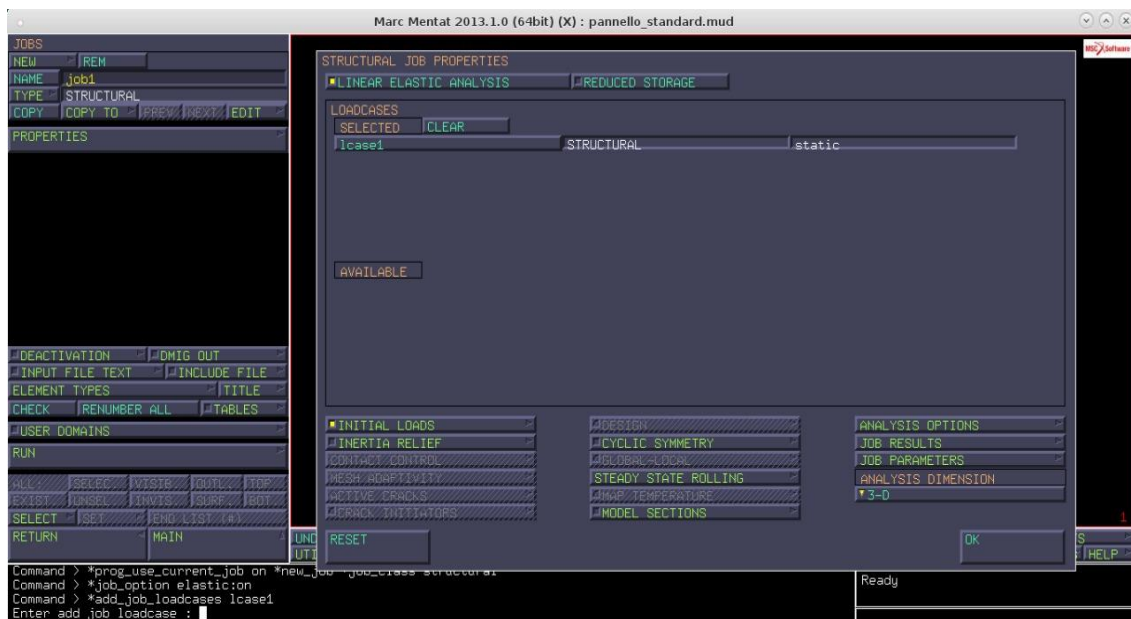 Marc Mentat 2013.1.0 (64bit) (X) : pannello_standard.mud
MSC Software
JOBS
NEW REM
NAME job1
TYPE STRUCTURAL
COPY COPY TO PREV NEXT EDIT
PROPERTIES
DEACTIVATION DMIG OUT
INPUT FILE TEXT INCLUDE FILE
ELEMENT TYPES TITLE
CHECK RENUMBER ALL TABLES
USER DOMAINS
RUN
ALL: SELEC. VISIB. OUTL. TOP
EXIST. UNSEL. INVIS. SURF. BOT.
SELECT SET END LIST (#)
RETURN MAIN
STRUCTURAL JOB PROPERTIES
LINEAR ELASTIC ANALYSIS REDUCED STORAGE
LOADCASES
SELECTED CLEAR
lcase1 STRUCTURAL static
AVAILABLE
INITIAL LOADS DESIGN ANALYSIS OPTIONS
INERTIA RELIEF CYCLIC SYMMETRY JOB RESULTS
CONTACT CONTROL GLOBAL-LOCAL JOB PARAMETERS
MESH ADAPTIVITY STEADY STATE ROLLING ANALYSIS DIMENSION
ACTIVE CRACKS MAP TEMPERATURE 3-D
CRACK INITIATORS MODEL SECTIONS
RESET OK
1
UND S
UTI HELP
Command > *prog_use_current_job on *new_job *job_class structural
Command > *job_option elastic:on
Command > *add_job_loadcases lcase1
Enter add job loadcase :
Ready